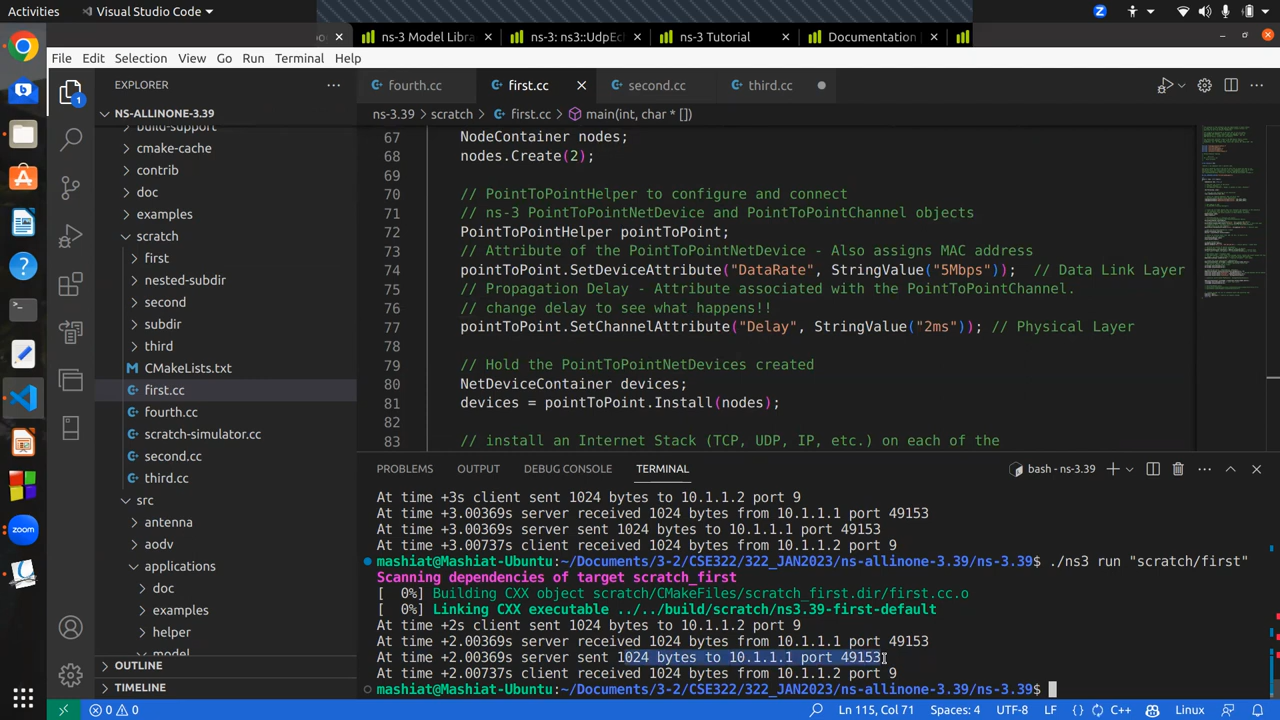 Activities
Visual Studio Code
ns-3 Model Libra
ns-3: ns3::UdpEch
ns-3 Tutorial
Documentation
File Edit Selection View Go Run Terminal Help
EXPLORER
fourth.cc
first.cc
second.cc
third.cc
NS-ALLINONE-3.39
ns-3.39 > scratch > first.cc > main(int, char * [])
build-support
cmake-cache
contrib
doc
examples
scratch
first
nested-subdir
second
subdir
third
CMakeLists.txt
first.cc
fourth.cc
scratch-simulator.cc
second.cc
third.cc
src
antenna
aodv
applications
doc
examples
helper
model
OUTLINE
TIMELINE
67 NodeContainer nodes;
68 nodes.Create(2);
69
70 // PointToPointHelper to configure and connect
71 // ns-3 PointToPointNetDevice and PointToPointChannel objects
72 PointToPointHelper pointToPoint;
73 // Attribute of the PointToPointNetDevice - Also assigns MAC address
74 pointToPoint.SetDeviceAttribute("DataRate", StringValue("5Mbps")); // Data Link Layer
75 // Propagation Delay - Attribute associated with the PointToPointChannel.
76 // change delay to see what happens!!
77 pointToPoint.SetChannelAttribute("Delay", StringValue("2ms")); // Physical Layer
78
79 // Hold the PointToPointNetDevices created
80 NetDeviceContainer devices;
81 devices = pointToPoint.Install(nodes);
82
83 // install an Internet Stack (TCP, UDP, IP, etc.) on each of the
PROBLEMS OUTPUT DEBUG CONSOLE TERMINAL
bash - ns-3.39
At time +3s client sent 1024 bytes to 10.1.1.2 port 9
At time +3.00369s server received 1024 bytes from 10.1.1.1 port 49153
At time +3.00369s server sent 1024 bytes to 10.1.1.1 port 49153
At time +3.00737s client received 1024 bytes from 10.1.1.2 port 9
mashiat@Mashiat-Ubuntu:~/Documents/3-2/CSE322/322_JAN2023/ns-allinone-3.39/ns-3.39$ ./ns3 run "scratch/first"
Scanning dependencies of target scratch_first
[  0%] Building CXX object scratch/CMakeFiles/scratch_first.dir/first.cc.o
[  0%] Linking CXX executable ../../build/scratch/ns3.39-first-default
At time +2s client sent 1024 bytes to 10.1.1.2 port 9
At time +2.00369s server received 1024 bytes from 10.1.1.1 port 49153
At time +2.00369s server sent 1024 bytes to 10.1.1.1 port 49153
At time +2.00737s client received 1024 bytes from 10.1.1.2 port 9
mashiat@Mashiat-Ubuntu:~/Documents/3-2/CSE322/322_JAN2023/ns-allinone-3.39/ns-3.39$
0 0
Ln 115, Col 71 Spaces: 4 UTF-8 LF {} C++ Linux